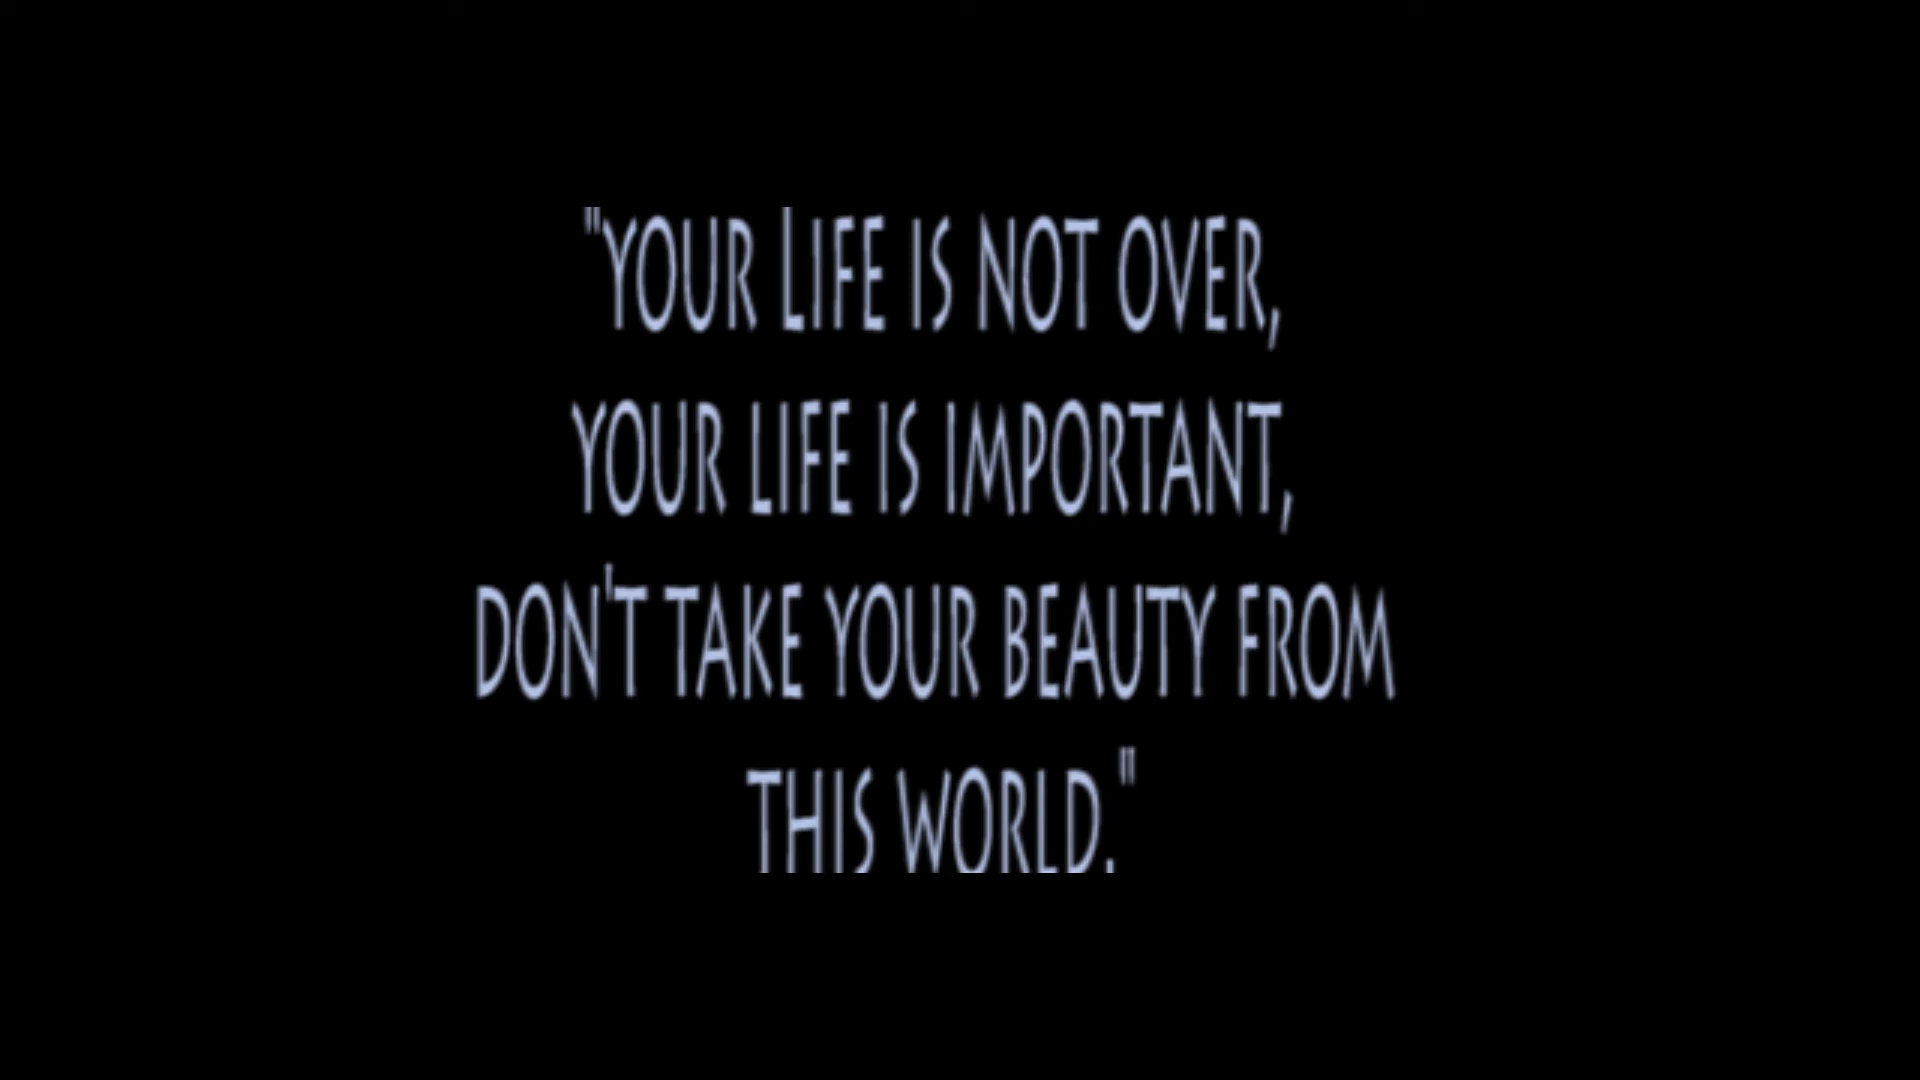 "YOUR LIFE IS NOT OVER,
YOUR LIFE IS IMPORTANT,
DON'T TAKE YOUR BEAUTY FROM
THIS WORLD."